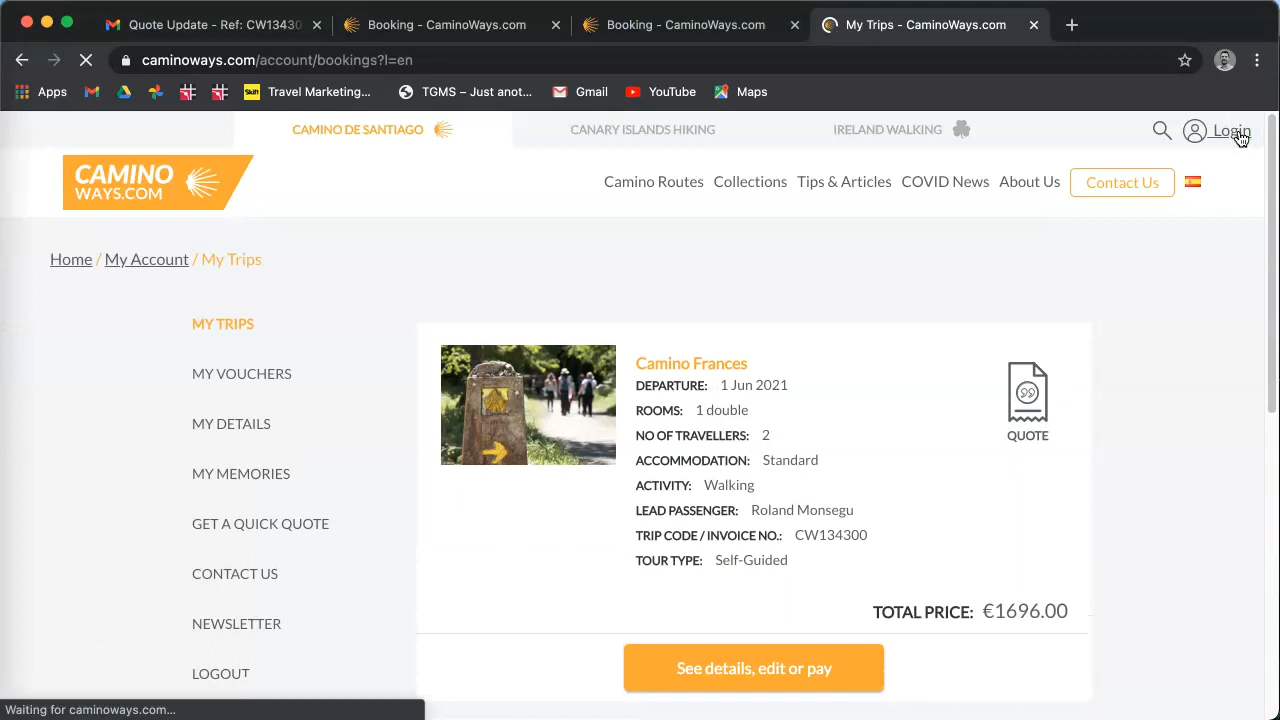 Quote Update - Ref: CW134300
Booking - CaminoWays.com
Booking - CaminoWays.com
My Trips - CaminoWays.com
caminoways.com/account/bookings?l=en
Apps
Skift
Travel Marketing...
TGMS – Just anot...
Gmail
YouTube
Maps
CAMINO DE SANTIAGO
CANARY ISLANDS HIKING
IRELAND WALKING
Login
CAMINO
WAYS.COM
Camino Routes
Collections
Tips & Articles
COVID News
About Us
Contact Us
Home / My Account / My Trips
MY TRIPS
MY VOUCHERS
MY DETAILS
MY MEMORIES
GET A QUICK QUOTE
CONTACT US
NEWSLETTER
LOGOUT
Camino Frances
DEPARTURE: 1 Jun 2021
ROOMS: 1 double
NO OF TRAVELLERS: 2
ACCOMMODATION: Standard
ACTIVITY: Walking
LEAD PASSENGER: Roland Monsegu
TRIP CODE / INVOICE NO.: CW134300
TOUR TYPE: Self-Guided
QUOTE
TOTAL PRICE: €1696.00
See details, edit or pay
Waiting for caminoways.com...